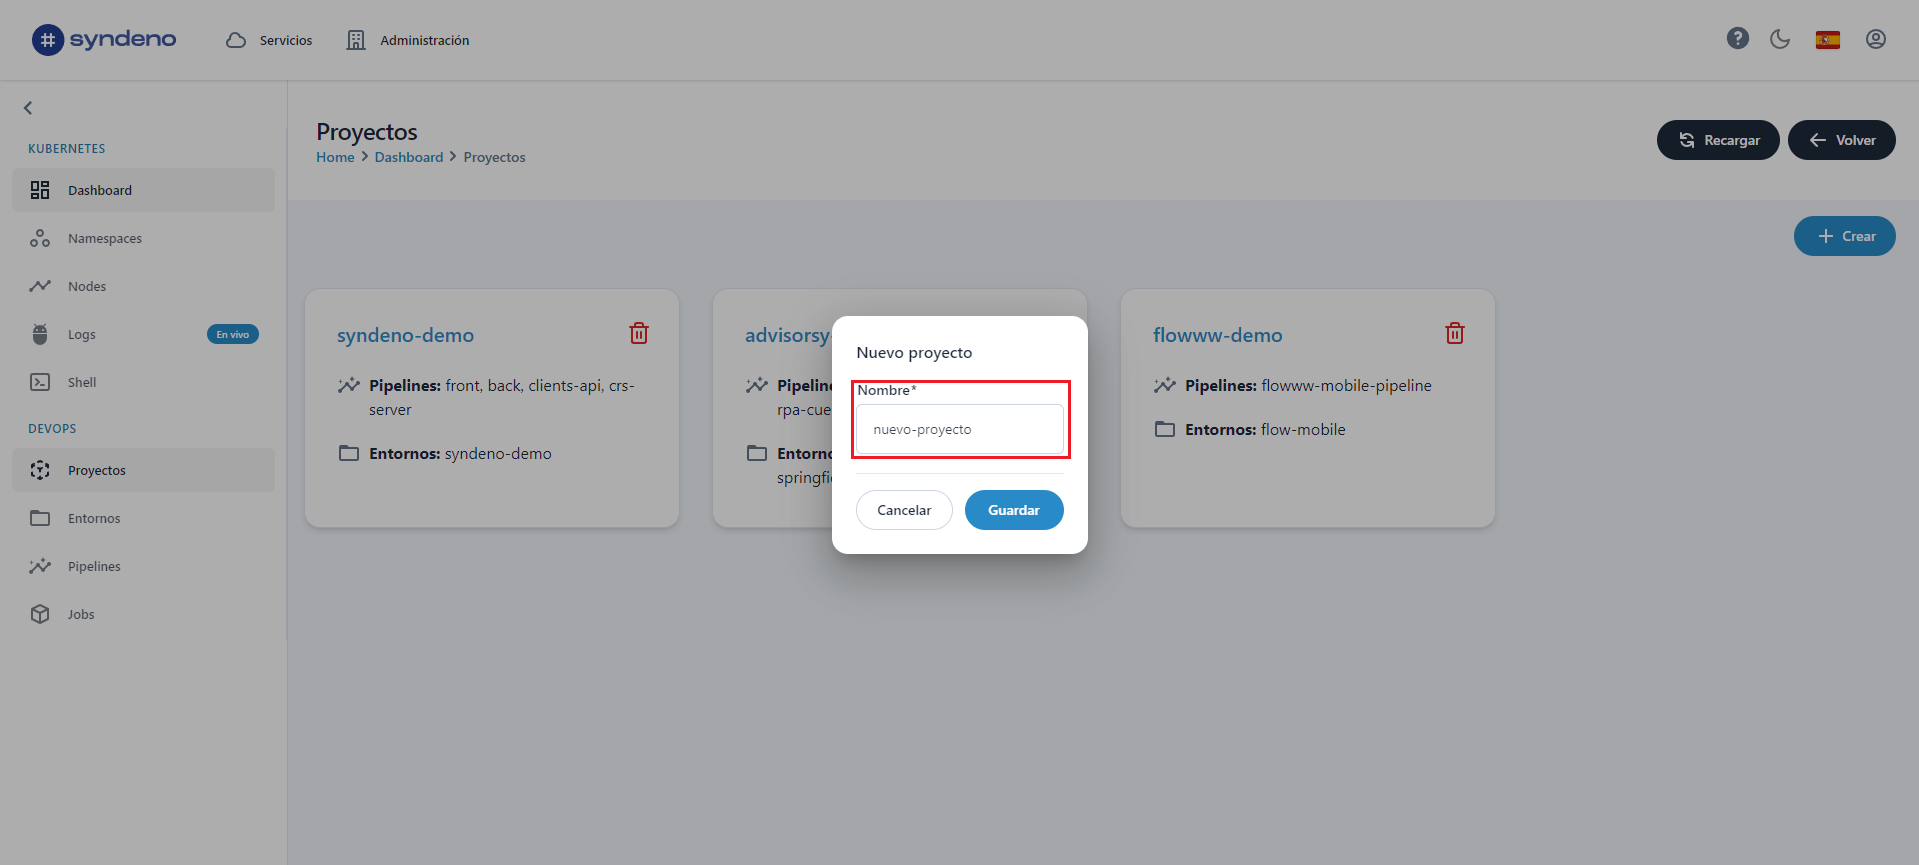 syndeno
Servicios
Administración
KUBERNETES
Dashboard
Namespaces
Nodes
Logs
En vivo
Shell
DEVOPS
Proyectos
Entornos
Pipelines
Jobs
Proyectos
Home > Dashboard > Proyectos
Recargar
Volver
+ Crear
syndeno-demo
Pipelines: front, back, clients-api, crs-
server
Entornos: syndeno-demo
advisorsy
Pipelin
rpa-cue
Entorn
springfi
flowww-demo
Pipelines: flowww-mobile-pipeline
Entornos: flow-mobile
Nuevo proyecto
Nombre*
nuevo-proyecto
Cancelar
Guardar